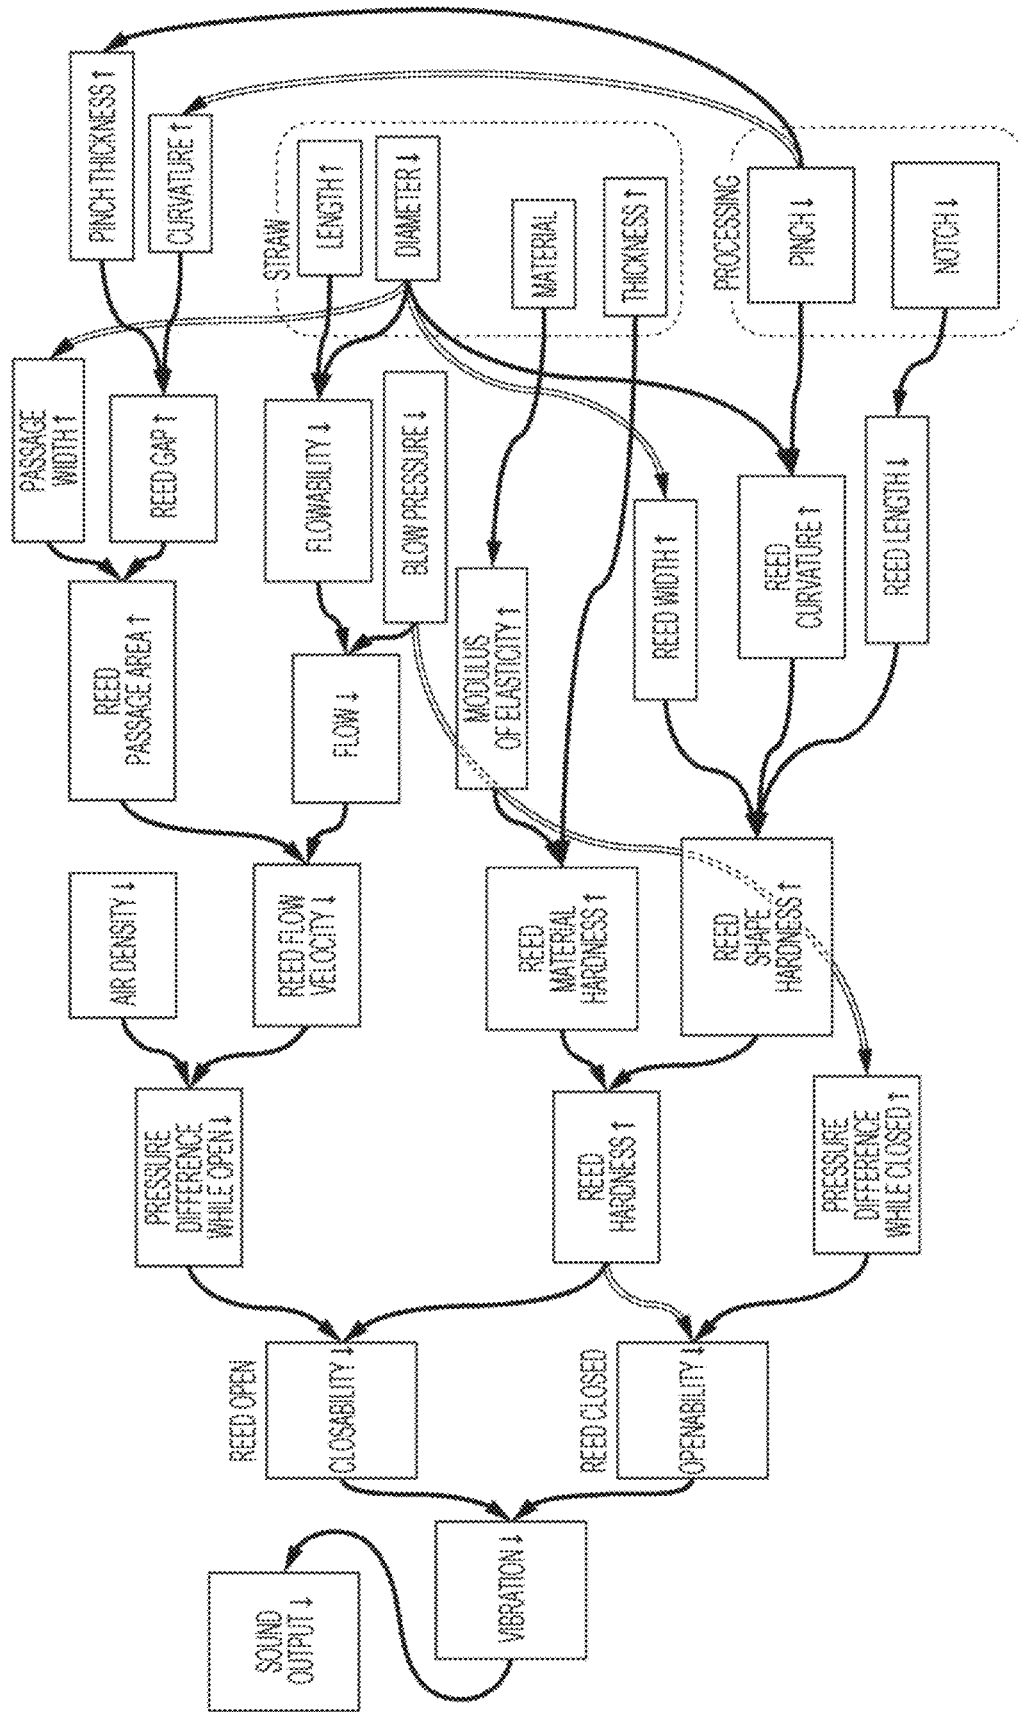 SOUND
OUTPUT ↓
VIBRATION ↓
REED OPEN
CLOSABILITY ↓
REED CLOSED
OPENABILITY ↓
PRESSURE
DIFFERENCE
WHILE OPEN ↓
REED
HARDNESS ↑
PRESSURE
DIFFERENCE
WHILE CLOSED ↑
AIR DENSITY ↓
REED FLOW
VELOCITY ↓
REED
MATERIAL
HARDNESS ↑
REED
SHAPE
HARDNESS ↑
REED
PASSAGE AREA ↑
FLOW ↓
MODULUS
OF ELASTICITY ↑
REED WIDTH ↑
REED
CURVATURE ↑
REED LENGTH ↓
PASSAGE
WIDTH ↑
REED GAP ↑
FLOWABILITY ↓
BLOW PRESSURE ↓
PINCH THICKNESS ↑
CURVATURE ↑
STRAW
LENGTH ↑
DIAMETER ↓
MATERIAL
THICKNESS ↑
PROCESSING
PINCH ↓
NOTCH ↓